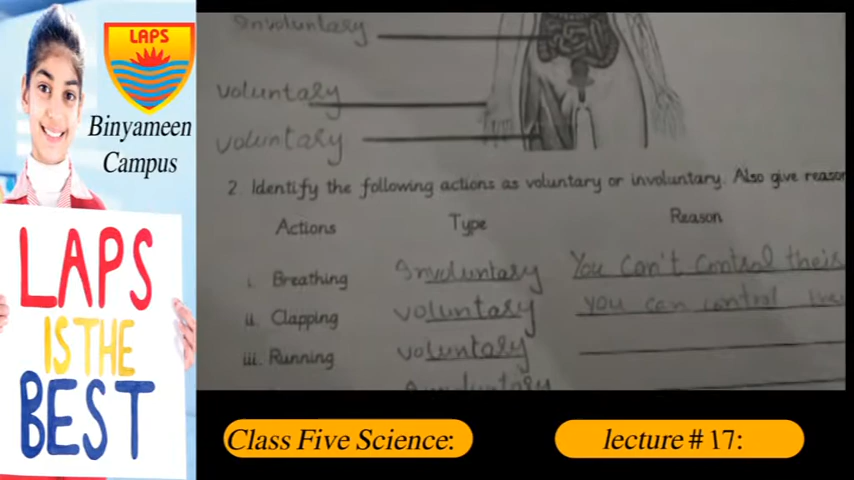 LAPS
Binyameen
Campus
LAPS
IS THE
BEST
Involuntary
voluntary
voluntary
2. Identify the following actions as voluntary or involuntary. Also give reason
Actions Type Reason
i. Breathing Involuntary You can't control their
ii. Clapping voluntary you can control
iii. Running voluntary
Involuntary
Class Five Science: lecture # 17: